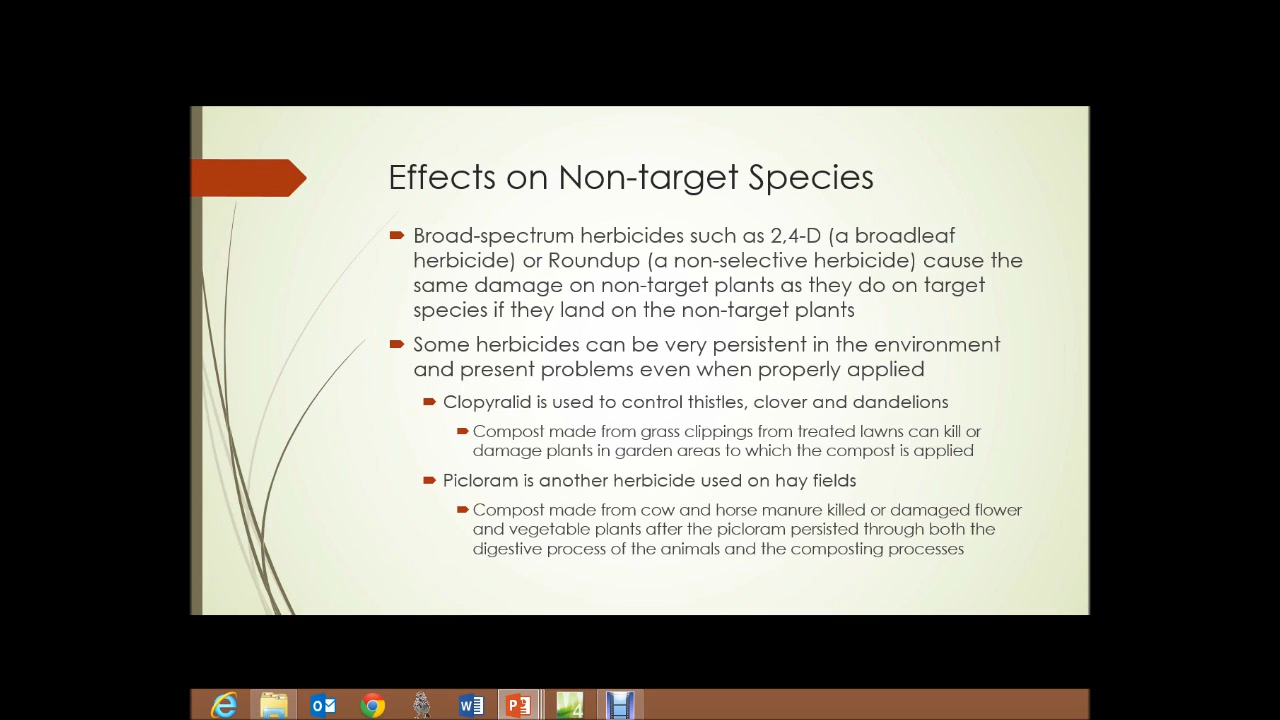 Effects on Non-target Species
Broad-spectrum herbicides such as 2,4-D (a broadleaf
herbicide) or Roundup (a non-selective herbicide) cause the
same damage on non-target plants as they do on target
species if they land on the non-target plants
Some herbicides can be very persistent in the environment
and present problems even when properly applied
Clopyralid is used to control thistles, clover and dandelions
Compost made from grass clippings from treated lawns can kill or
damage plants in garden areas to which the compost is applied
Picloram is another herbicide used on hay fields
Compost made from cow and horse manure killed or damaged flower
and vegetable plants after the picloram persisted through both the
digestive process of the animals and the composting processes